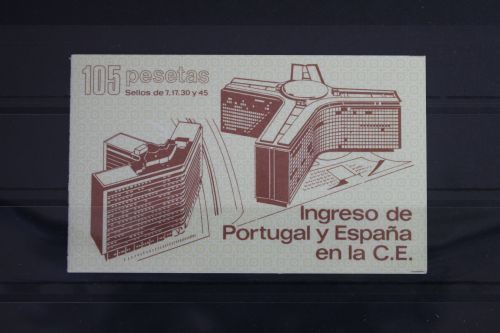 105 pesetas
Sellos de 7, 17, 30 y 45
Ingreso de
Portugal y España
en la C.E.